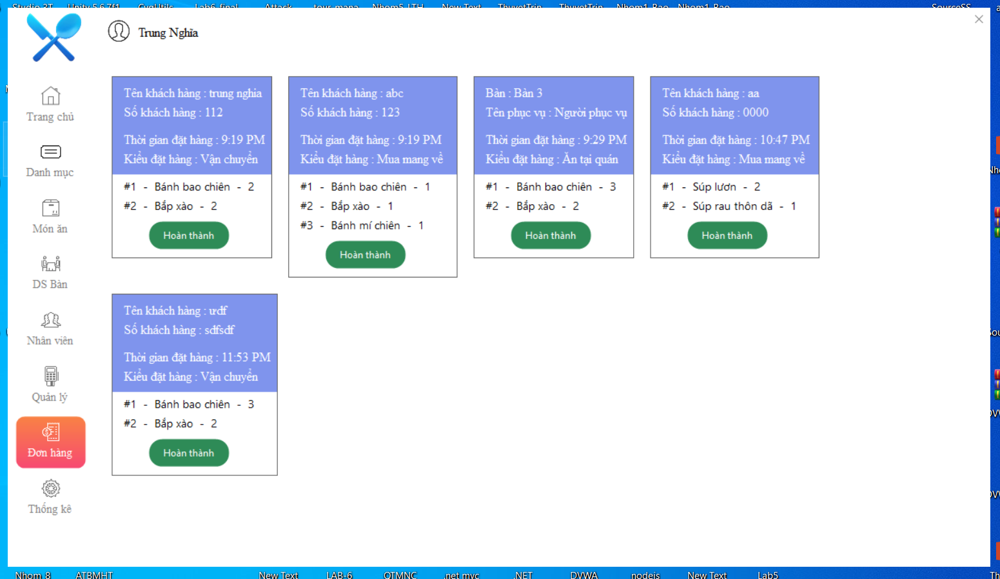 Studio 3T Unity 5.6.7f1 CygUtils Lab6_final Attack tour_mana Nhom5_LTH New Text ThuyetTrin ThuyetTrin Nhom1_Bao Nhom1_Bao SourceSS
Trung Nghĩa
Trang chủ
Danh mục
Món ăn
DS Bàn
Nhân viên
Quản lý
Đơn hàng
Thống kê
Tên khách hàng : trung nghia
Số khách hàng : 112
Thời gian đặt hàng : 9:19 PM
Kiểu đặt hàng : Vận chuyển
#1 - Bánh bao chiên - 2
#2 - Bắp xào - 2
Hoàn thành
Tên khách hàng : abc
Số khách hàng : 123
Thời gian đặt hàng : 9:19 PM
Kiểu đặt hàng : Mua mang về
#1 - Bánh bao chiên - 1
#2 - Bắp xào - 1
#3 - Bánh mí chiên - 1
Hoàn thành
Bàn : Bàn 3
Tên phục vụ : Người phục vụ
Thời gian đặt hàng : 9:29 PM
Kiểu đặt hàng : Ăn tại quán
#1 - Bánh bao chiên - 3
#2 - Bắp xào - 2
Hoàn thành
Tên khách hàng : aa
Số khách hàng : 0000
Thời gian đặt hàng : 10:47 PM
Kiểu đặt hàng : Mua mang về
#1 - Súp lươn - 2
#2 - Súp rau thôn dã - 1
Hoàn thành
Tên khách hàng : ưdf
Số khách hàng : sdfsdf
Thời gian đặt hàng : 11:53 PM
Kiểu đặt hàng : Vận chuyển
#1 - Bánh bao chiên - 3
#2 - Bắp xào - 2
Hoàn thành
Nhom_8 ATBMHT New Text LAB-6 QTMNC .net mvc .NET DVWA nodejs New Text Lab5 Th